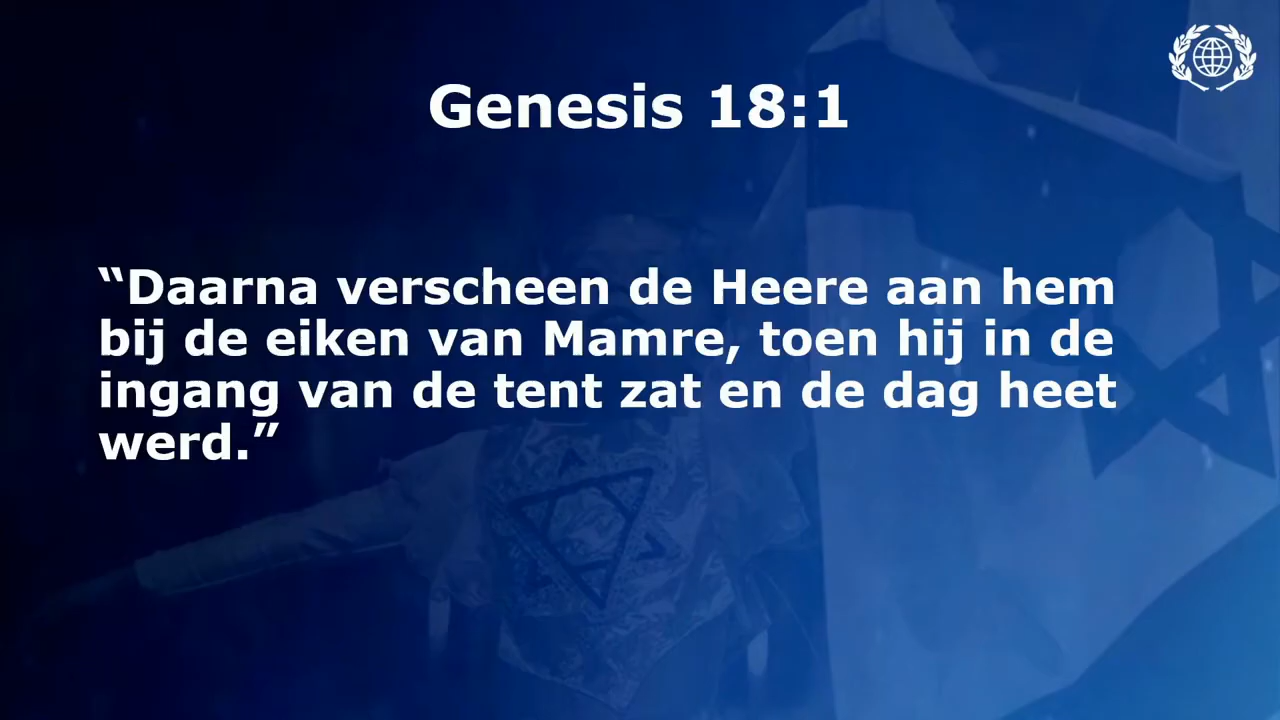 Genesis 18:1
“Daarna verscheen de Heere aan hem
bij de eiken van Mamre, toen hij in de
ingang van de tent zat en de dag heet
werd.”